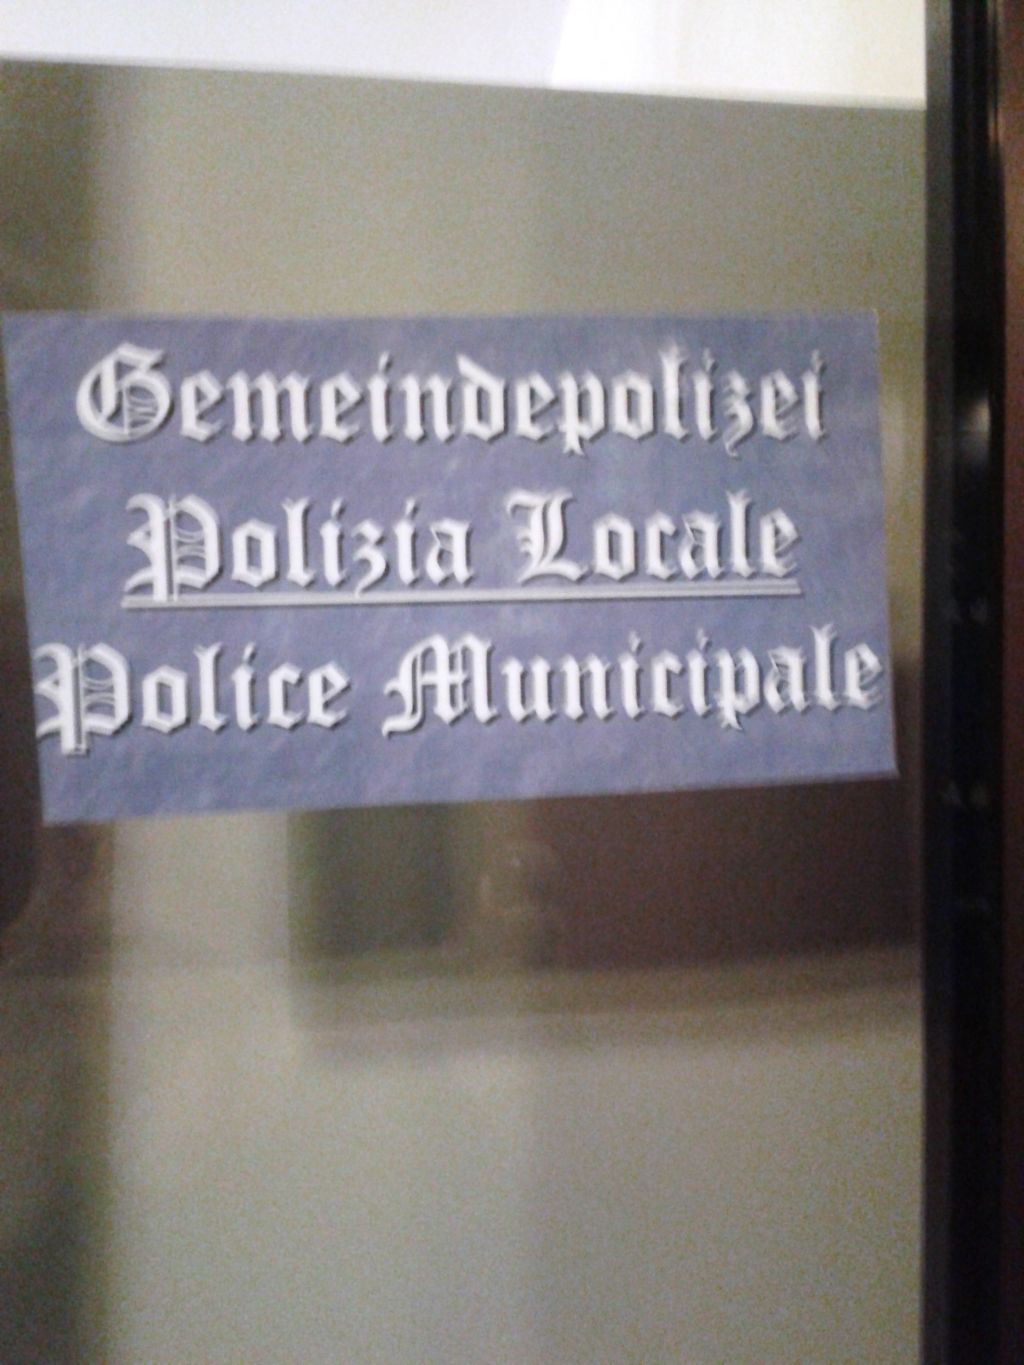 Gemeindepolizei
Polizia Locale
Police Municipale